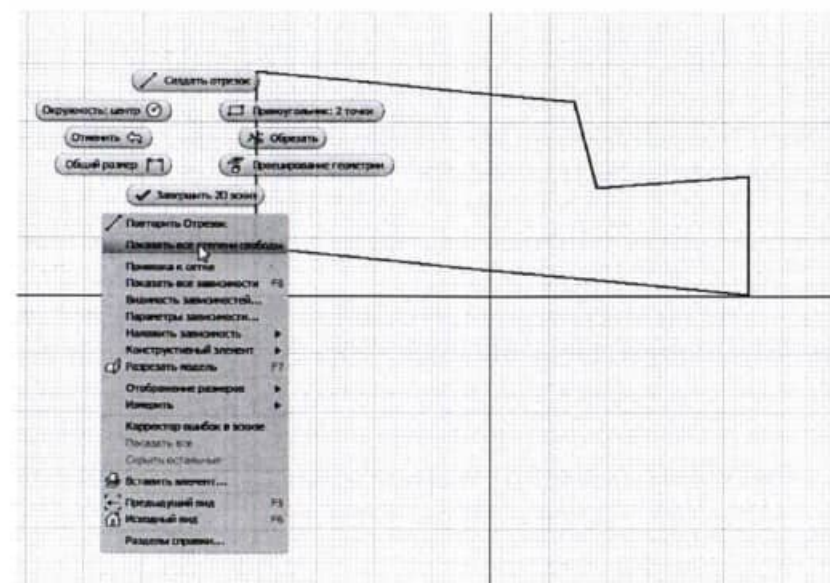 Создать отрезок
Окружность: центр
Прямоугольник: 2 точки
Отменить
Обрезать
Общий размер
Проецирование геометрии
Завершить 2D эскиз
Повторить Отрезок
Показать все степени свободы
Привязка к сетке
Показать все зависимости F8
Видимость зависимостей...
Параметры зависимости...
Наложить зависимость
Конструктивный элемент
Разрезать модель F7
Отображение размеров
Измерить
Корректор ошибок в эскизе
Показать все
Скрыть остальные
Вставить элемент...
Предыдущий вид F5
Исходный вид F6
Разделы справки...